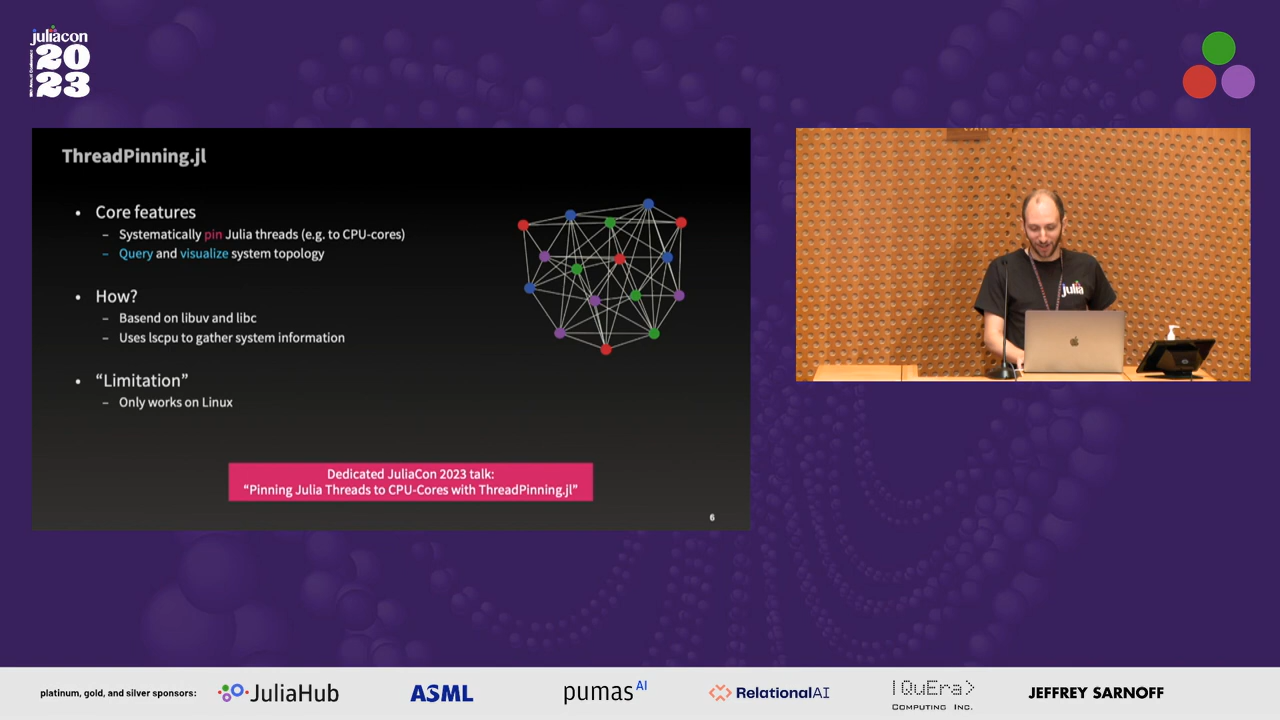 juliacon
20
23
ThreadPinning.jl
• Core features
– Systematically pin Julia threads (e.g. to CPU-cores)
– Query and visualize system topology
• How?
– Basend on libuv and libc
– Uses lscpu to gather system information
• “Limitation”
– Only works on Linux
Dedicated JuliaCon 2023 talk:
“Pinning Julia Threads to CPU-Cores with ThreadPinning.jl”
6
julia
platinum, gold, and silver sponsors:
JuliaHub
ASML
pumasAI
RelationalAI
|QuEra>
COMPUTING INC.
JEFFREY SARNOFF